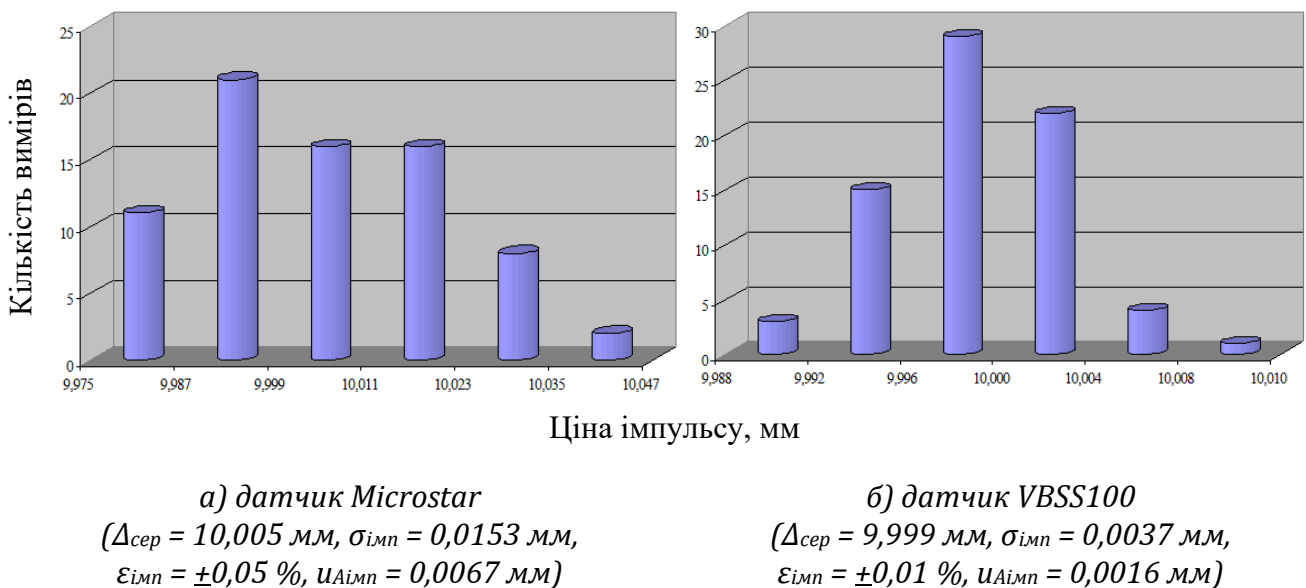 Кількість вимірів
25
20
15
10
5
0
9,975 9,987 9,999 10,011 10,023 10,035 10,047
30
25
20
15
10
5
0
9,988 9,992 9,996 10,000 10,004 10,008 10,010
Ціна імпульсу, мм
а) датчик Microstar
(Δсер = 10,005 мм, σімп = 0,0153 мм,
εімп = ±0,05 %, uАімп = 0,0067 мм)
б) датчик VBSS100
(Δсер = 9,999 мм, σімп = 0,0037 мм,
εімп = ±0,01 %, uАімп = 0,0016 мм)